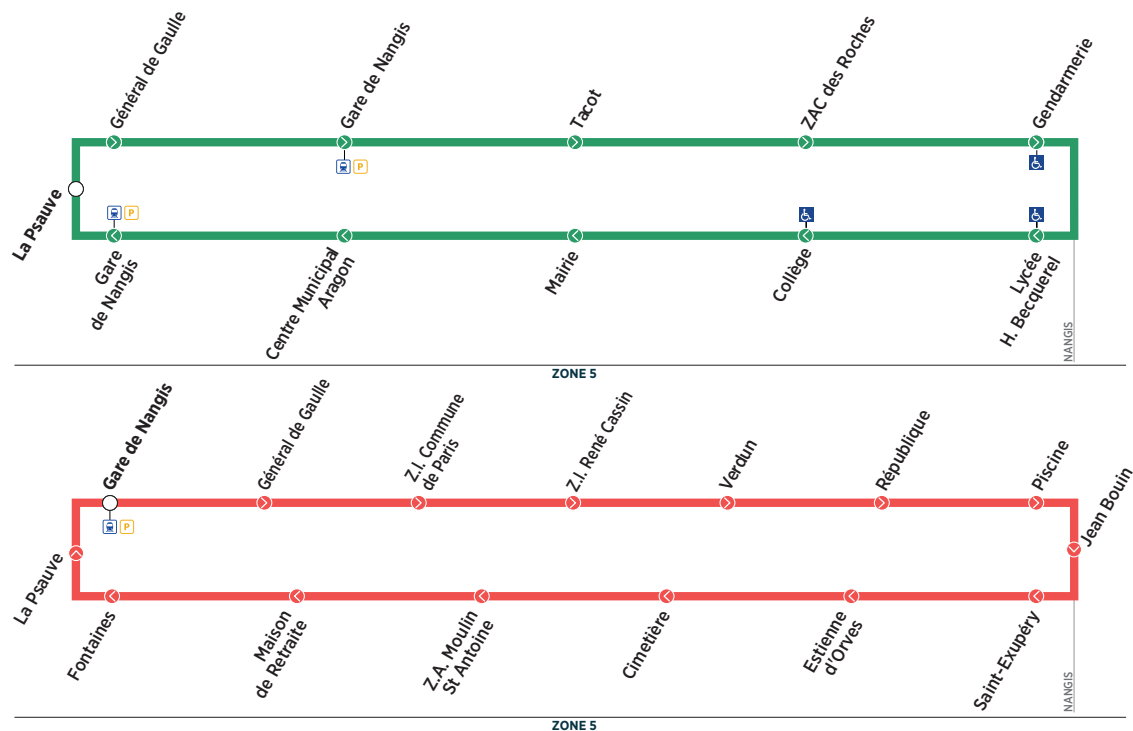 Général de Gaulle
Gare de Nangis
P
Tacot
ZAC des Roches
Gendarmerie
La Psauve
P
Gare
de Nangis
Centre Municipal
Aragon
Mairie
Collège
Lycée
H. Becquerel
NANGIS
ZONE 5
Gare de Nangis
P
Général de Gaulle
Z.I. Commune
de Paris
Z.I. René Cassin
Verdun
République
Piscine
Jean Bouin
La Psauve
Fontaines
Maison
de Retraite
Z.A. Moulin
St Antoine
Cimetière
Estienne
d'Orves
Saint-Exupéry
NANGIS
ZONE 5